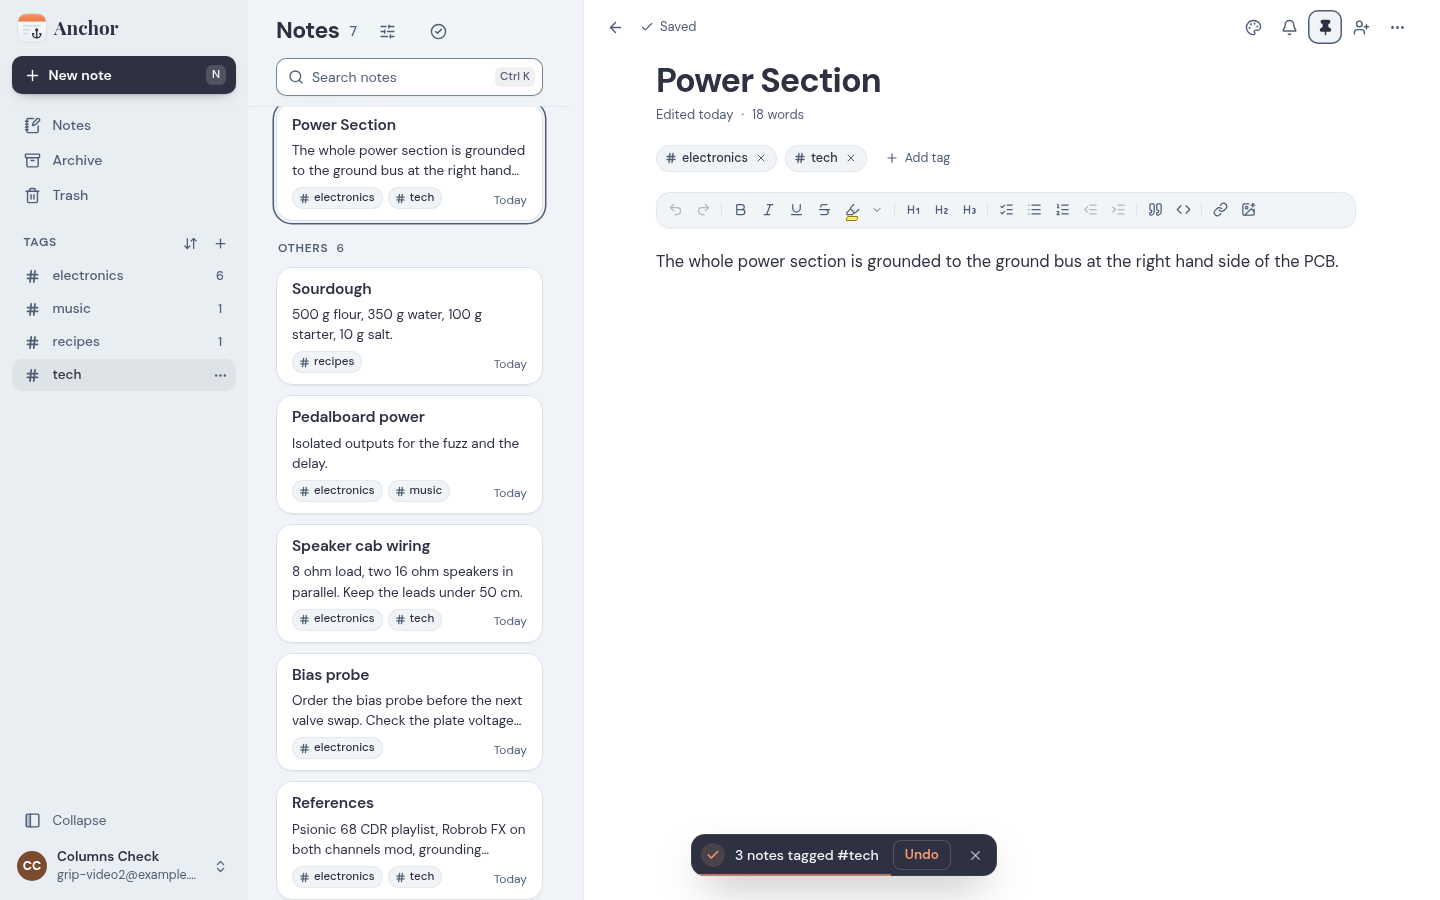 Anchor
New note N
Notes
Archive
Trash
TAGS
electronics 6
music 1
recipes 1
tech
Collapse
CC
Columns Check
grip-video2@example....
Notes 7
Search notes Ctrl K
Power Section
The whole power section is grounded
to the ground bus at the right hand...
# electronics # tech Today
OTHERS 6
Sourdough
500 g flour, 350 g water, 100 g
starter, 10 g salt.
# recipes Today
Pedalboard power
Isolated outputs for the fuzz and the
delay.
# electronics # music Today
Speaker cab wiring
8 ohm load, two 16 ohm speakers in
parallel. Keep the leads under 50 cm.
# electronics # tech Today
Bias probe
Order the bias probe before the next
valve swap. Check the plate voltage...
# electronics Today
References
Psionic 68 CDR playlist, Robrob FX on
both channels mod, grounding...
# electronics # tech Today
Saved
Power Section
Edited today · 18 words
# electronics # tech Add tag
B I U S H1 H2 H3
The whole power section is grounded to the ground bus at the right hand side of the PCB.
3 notes tagged #tech Undo